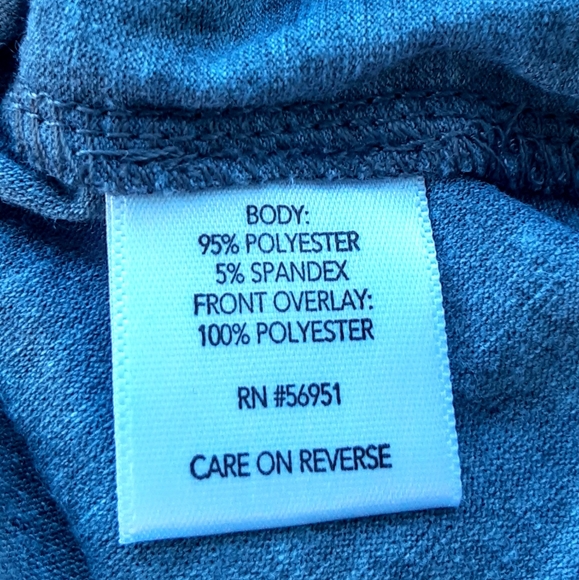 BODY:
95% POLYESTER
5% SPANDEX
FRONT OVERLAY:
100% POLYESTER
RN #56951
CARE ON REVERSE